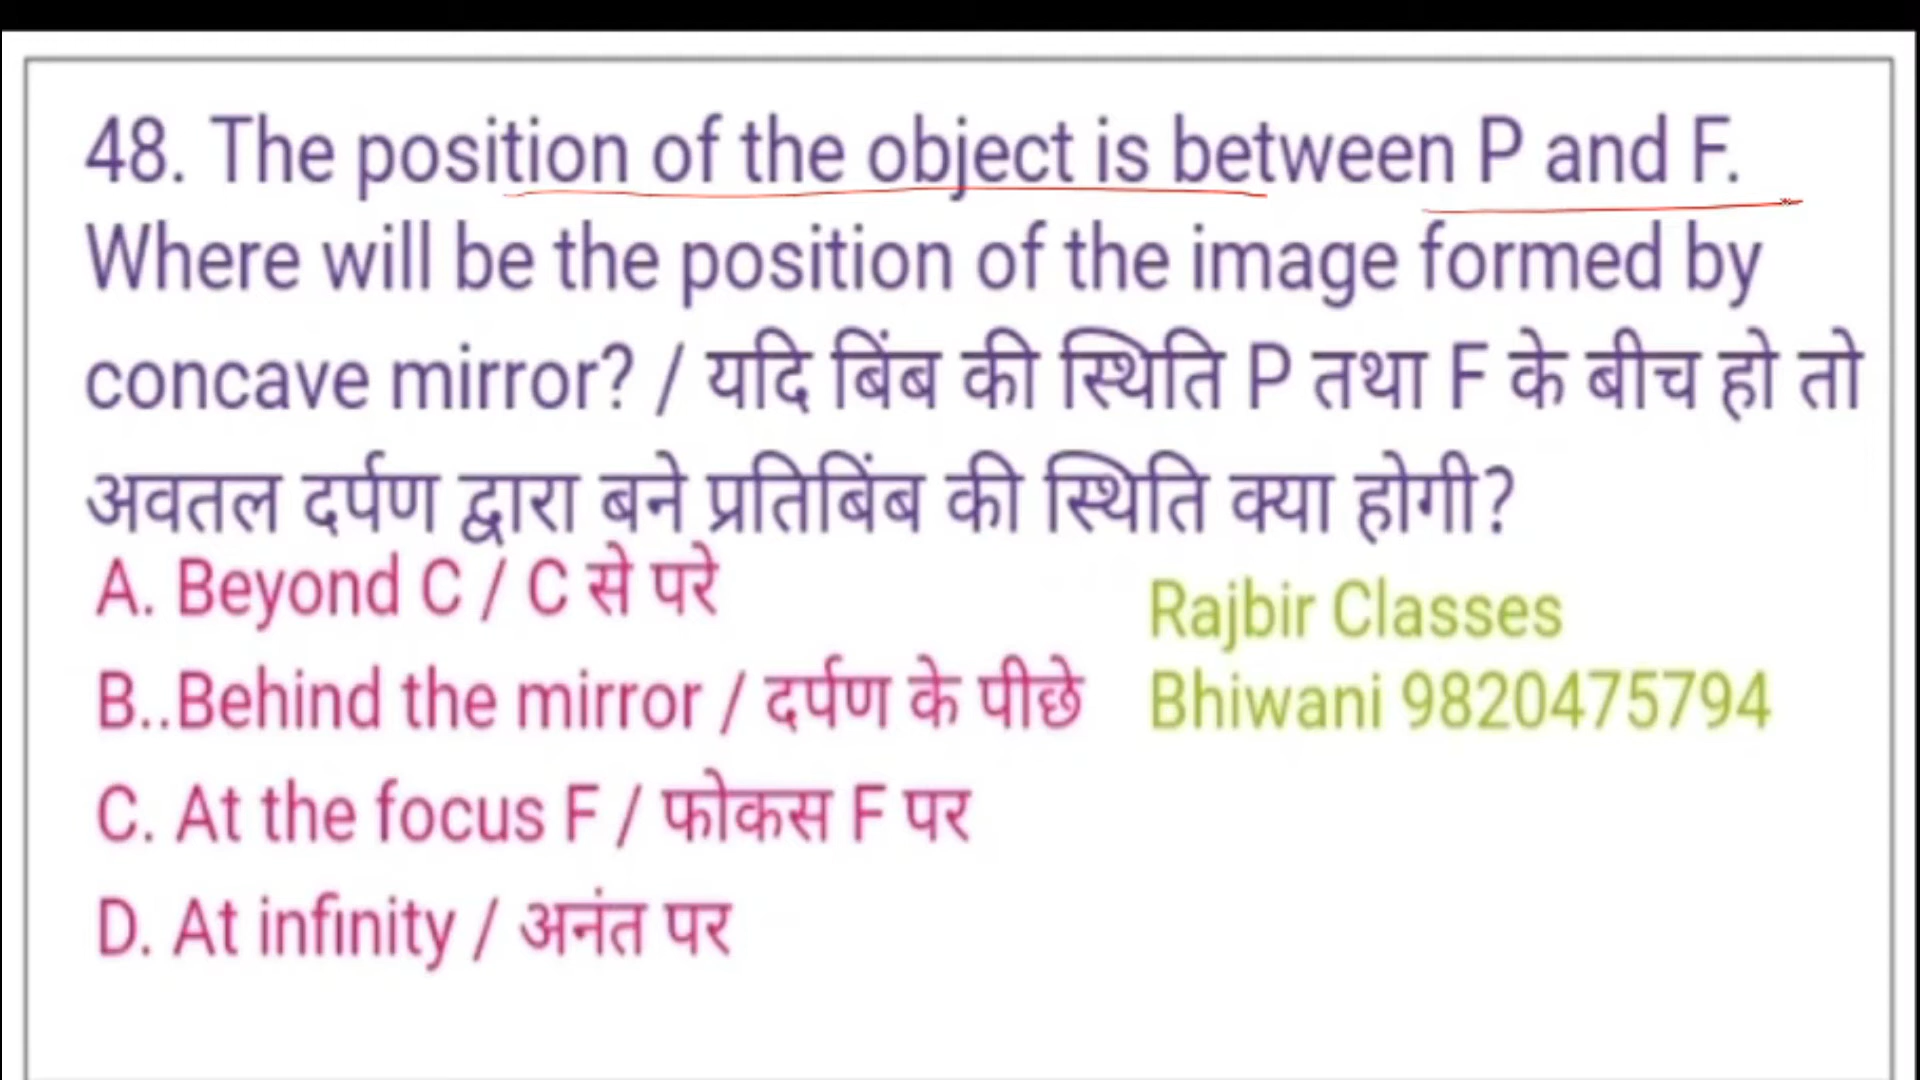 48. The position of the object is between P and F.
Where will be the position of the image formed by
concave mirror? / यदि बिंब की स्थिति P तथा F के बीच हो तो
अवतल दर्पण द्वारा बने प्रतिबिंब की स्थिति क्या होगी?
A. Beyond C / C से परे
B..Behind the mirror / दर्पण के पीछे
C. At the focus F / फोकस F पर
D. At infinity / अनंत पर
Rajbir Classes
Bhiwani 9820475794